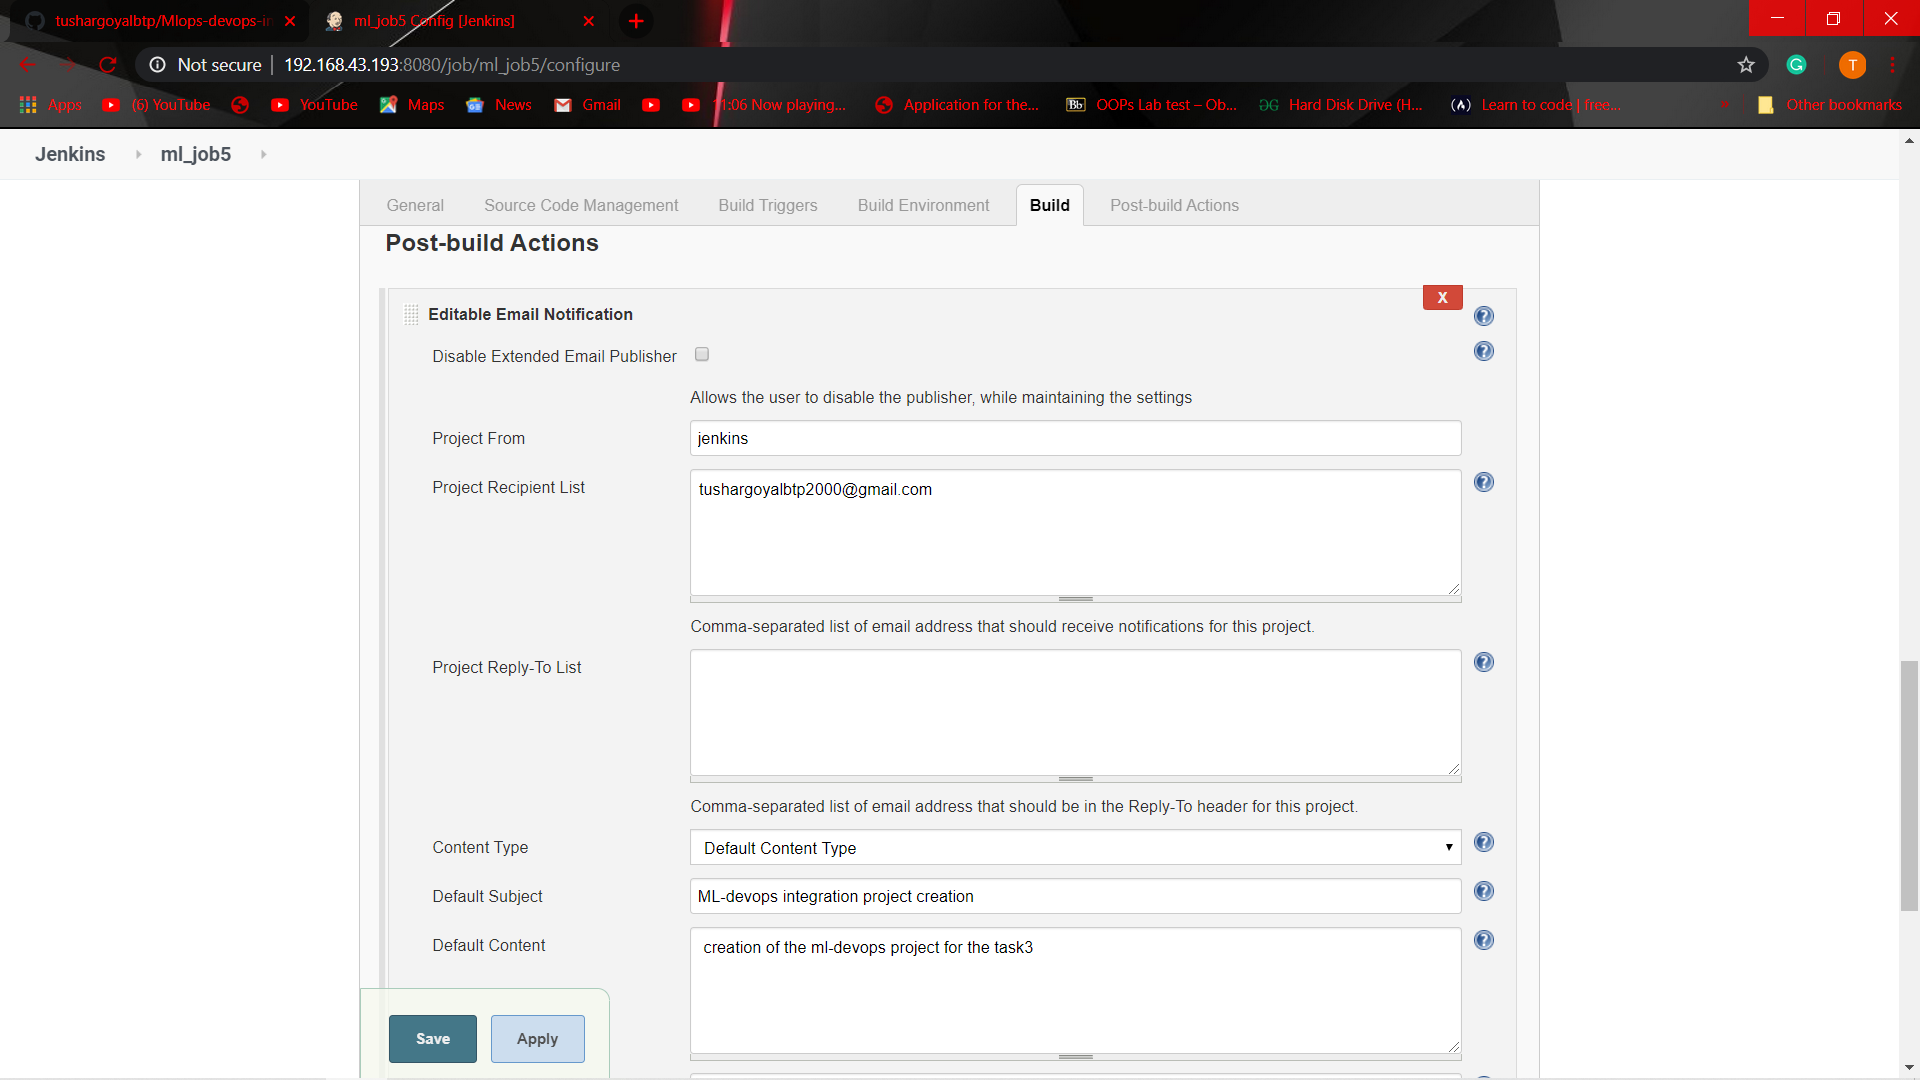 tushargoyalbtp/Mlops-devops-in
ml_job5 Config [Jenkins]
Not secure | 192.168.43.193:8080/job/ml_job5/configure
T
Apps
(6) YouTube
YouTube
Maps
News
Gmail
11:06 Now playing...
Application for the...
Bb OOPs Lab test – Ob...
Hard Disk Drive (H...
Learn to code | free...
Other bookmarks
Jenkins
ml_job5
General
Source Code Management
Build Triggers
Build Environment
Build
Post-build Actions
Post-build Actions
X
Editable Email Notification
Disable Extended Email Publisher
Allows the user to disable the publisher, while maintaining the settings
Project From
jenkins
Project Recipient List
tushargoyalbtp2000@gmail.com
Comma-separated list of email address that should receive notifications for this project.
Project Reply-To List
Comma-separated list of email address that should be in the Reply-To header for this project.
Content Type
Default Content Type
Default Subject
ML-devops integration project creation
Default Content
creation of the ml-devops project for the task3
Save
Apply